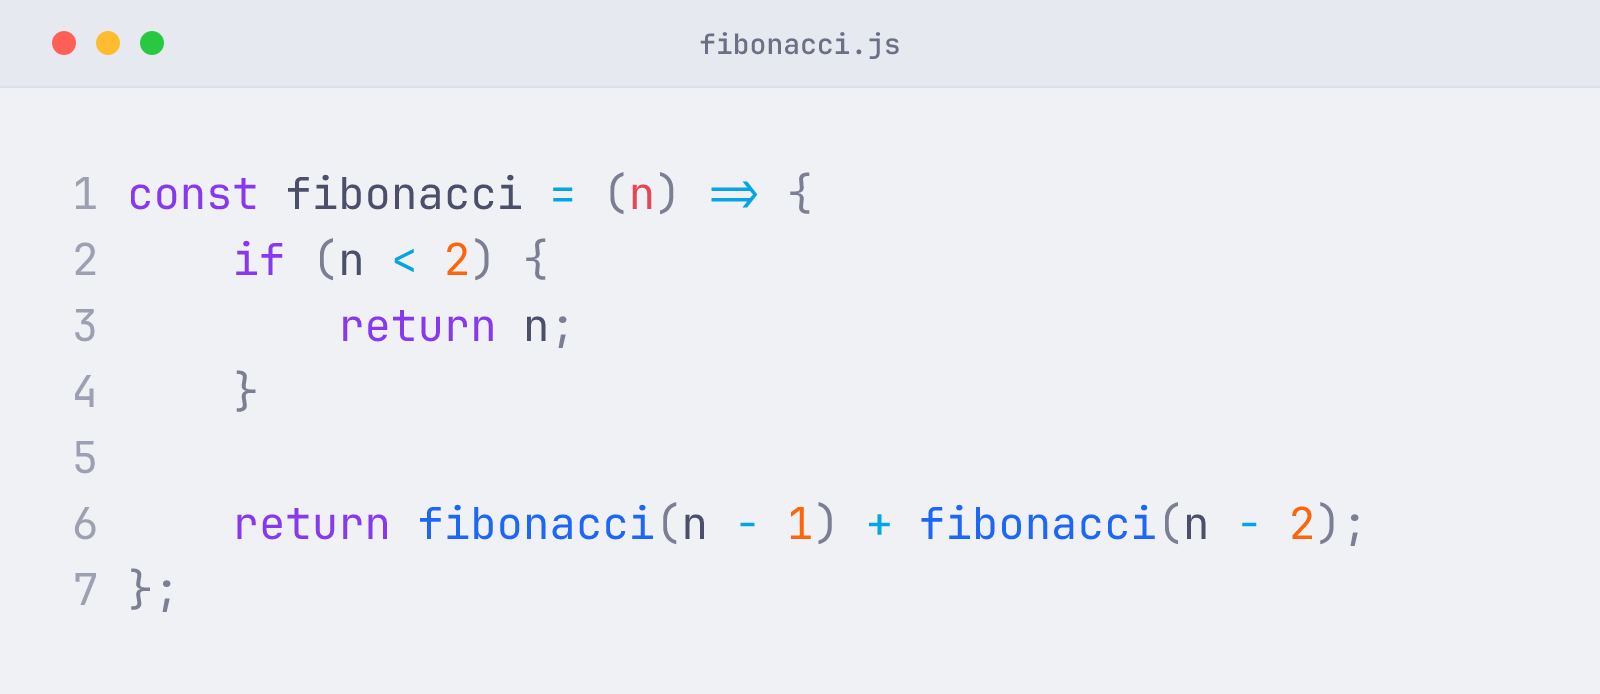 fibonacci.js
1 const fibonacci = (n) => {
2     if (n < 2) {
3         return n;
4     }
5
6     return fibonacci(n - 1) + fibonacci(n - 2);
7 };